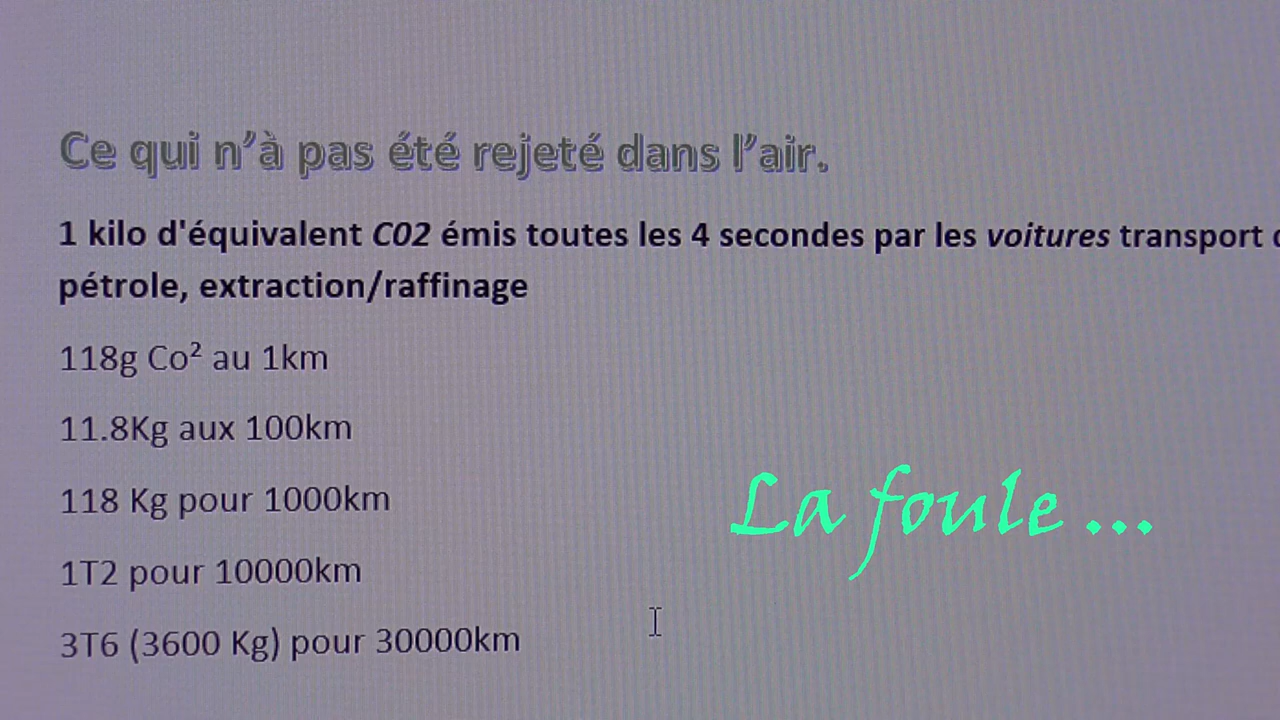 Ce qui n’à pas été rejeté dans l’air.
1 kilo d'équivalent C02 émis toutes les 4 secondes par les voitures transport
pétrole, extraction/raffinage
118g Co² au 1km
11.8Kg aux 100km
118 Kg pour 1000km
La foule ...
1T2 pour 10000km
3T6 (3600 Kg) pour 30000km